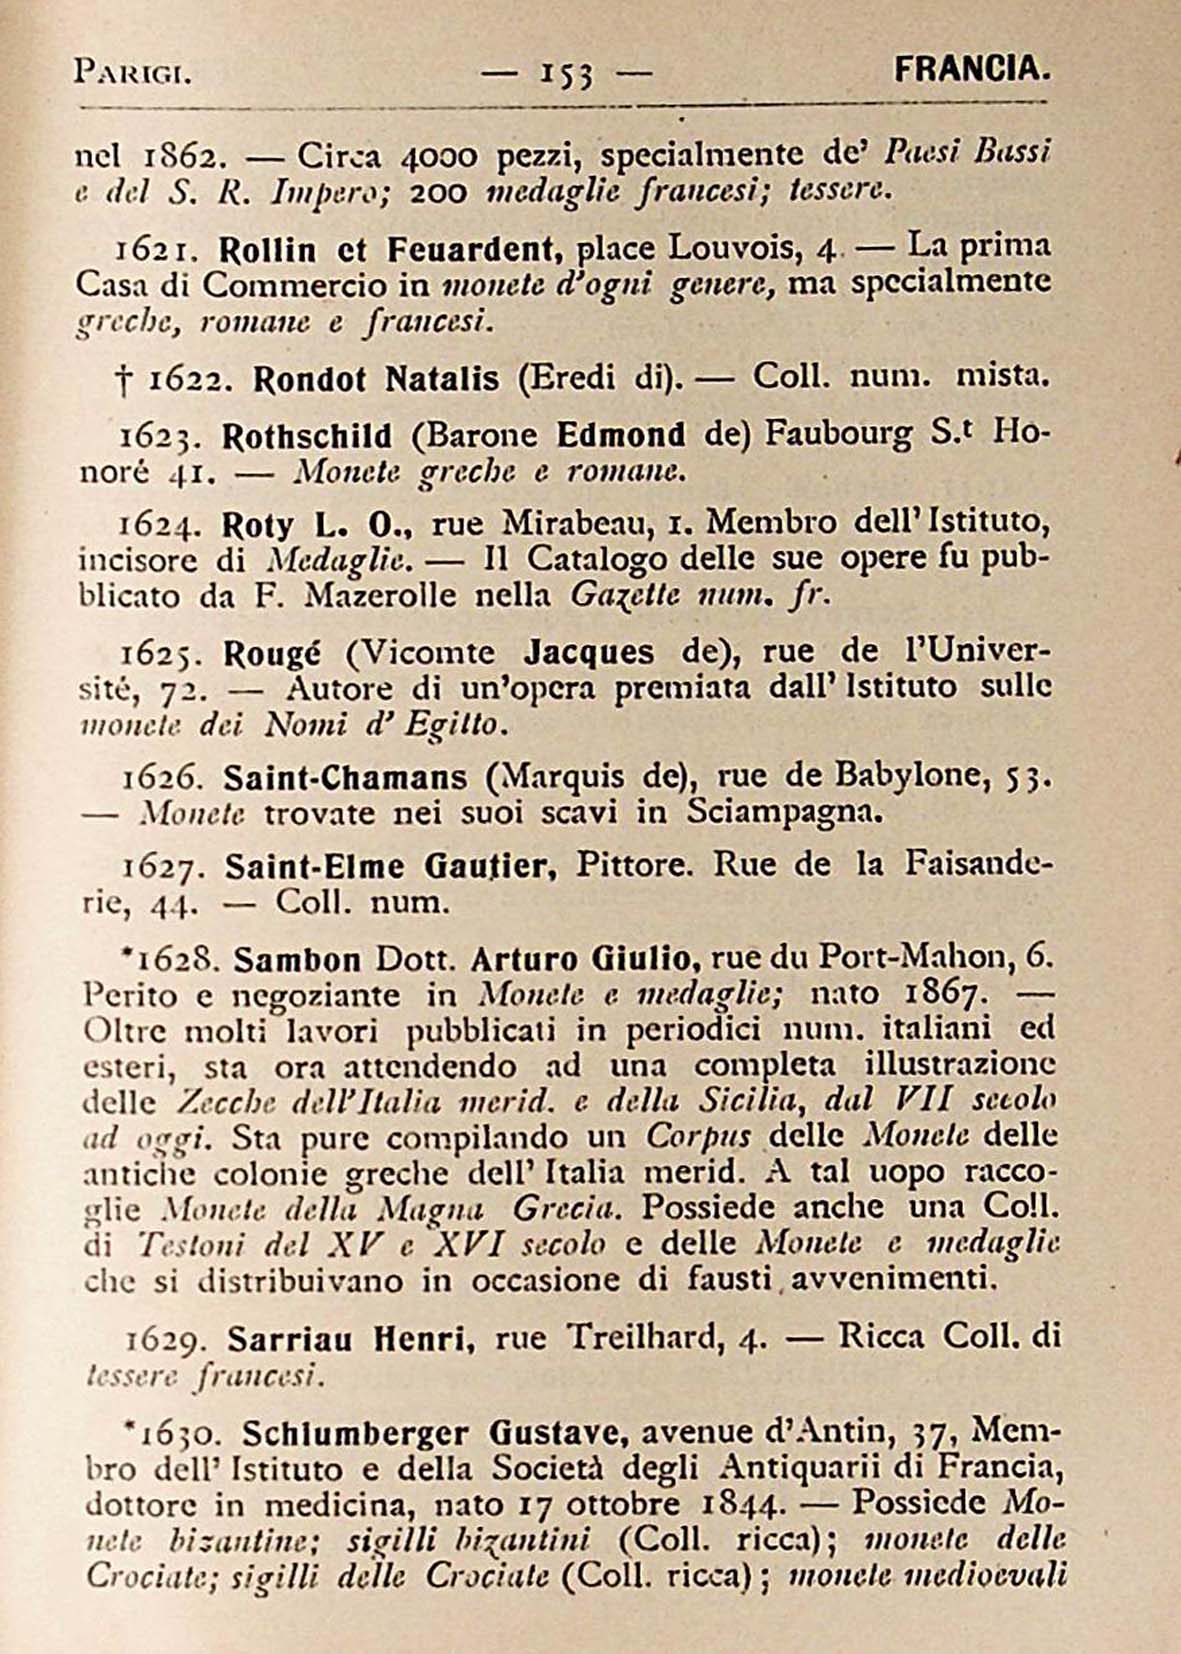 PARIGI. — 153 — FRANCIA.
nel 1862. — Circa 4000 pezzi, specialmente de' Paesi Bassi
e del S. R. Impero; 200 medaglie francesi; tessere.
1621. Rollin et Feuardent, place Louvois, 4. — La prima
Casa di Commercio in monete d'ogni genere, ma specialmente
greche, romane e francesi.
† 1622. Rondot Natalis (Eredi di). — Coll. num. mista.
1623. Rothschild (Barone Edmond de) Faubourg S.t Ho-
noré 41. — Monete greche e romane.
1624. Roty L. O., rue Mirabeau, 1. Membro dell' Istituto,
incisore di Medaglie. — Il Catalogo delle sue opere fu pub-
blicato da F. Mazerolle nella Gazette num. fr.
1625. Rougé (Vicomte Jacques de), rue de l'Univer-
sité, 72. — Autore di un'opera premiata dall' Istituto sulle
monete dei Nomi d' Egitto.
1626. Saint-Chamans (Marquis de), rue de Babylone, 53.
— Monete trovate nei suoi scavi in Sciampagna.
1627. Saint-Elme Gautier, Pittore. Rue de la Faisande-
rie, 44. — Coll. num.
*1628. Sambon Dott. Arturo Giulio, rue du Port-Mahon, 6.
Perito e negoziante in Monete e medaglie; nato 1867. —
Oltre molti lavori pubblicati in periodici num. italiani ed
esteri, sta ora attendendo ad una completa illustrazione
delle Zecche dell'Italia merid. e della Sicilia, dal VII secolo
ad oggi. Sta pure compilando un Corpus delle Monete delle
antiche colonie greche dell' Italia merid. A tal uopo racco-
glie Monete della Magna Grecia. Possiede anche una Coll.
di Testoni del XV e XVI secolo e delle Monete e medaglie
che si distribuivano in occasione di fausti avvenimenti.
1629. Sarriau Henri, rue Treilhard, 4. — Ricca Coll. di
tessere francesi.
*1630. Schlumberger Gustave, avenue d'Antin, 37, Mem-
bro dell' Istituto e della Società degli Antiquarii di Francia,
dottore in medicina, nato 17 ottobre 1844. — Possiede Mo-
nete bizantine; sigilli bizantini (Coll. ricca); monete delle
Crociate; sigilli delle Crociate (Coll. ricca); monete medioevali